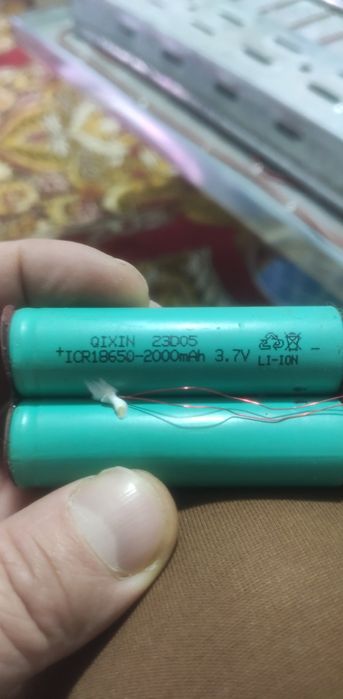 QIXIN 23D05
+ICR18650-2000mAh 3.7V
LI-ION -